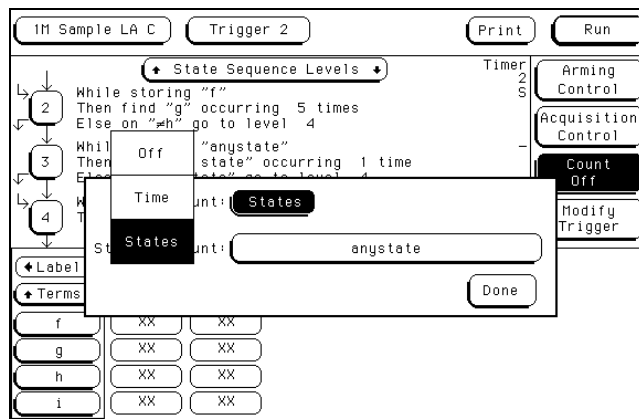 1M Sample LA C
Trigger 2
Print
Run
State Sequence Levels
Timer
2
S
2
While storing "f"
Then find "g" occurring 5 times
Else on "≠h" go to level 4
3
"anystate"
Then
state" occurring 1 time
-
4
Arming
Control
Acquisition
Control
Count
Off
Modify
Trigger
Off
Time
States
unt: States
unt: anystate
Done
Label
Terms
f XX XX
g XX XX
h XX XX
i XX XX